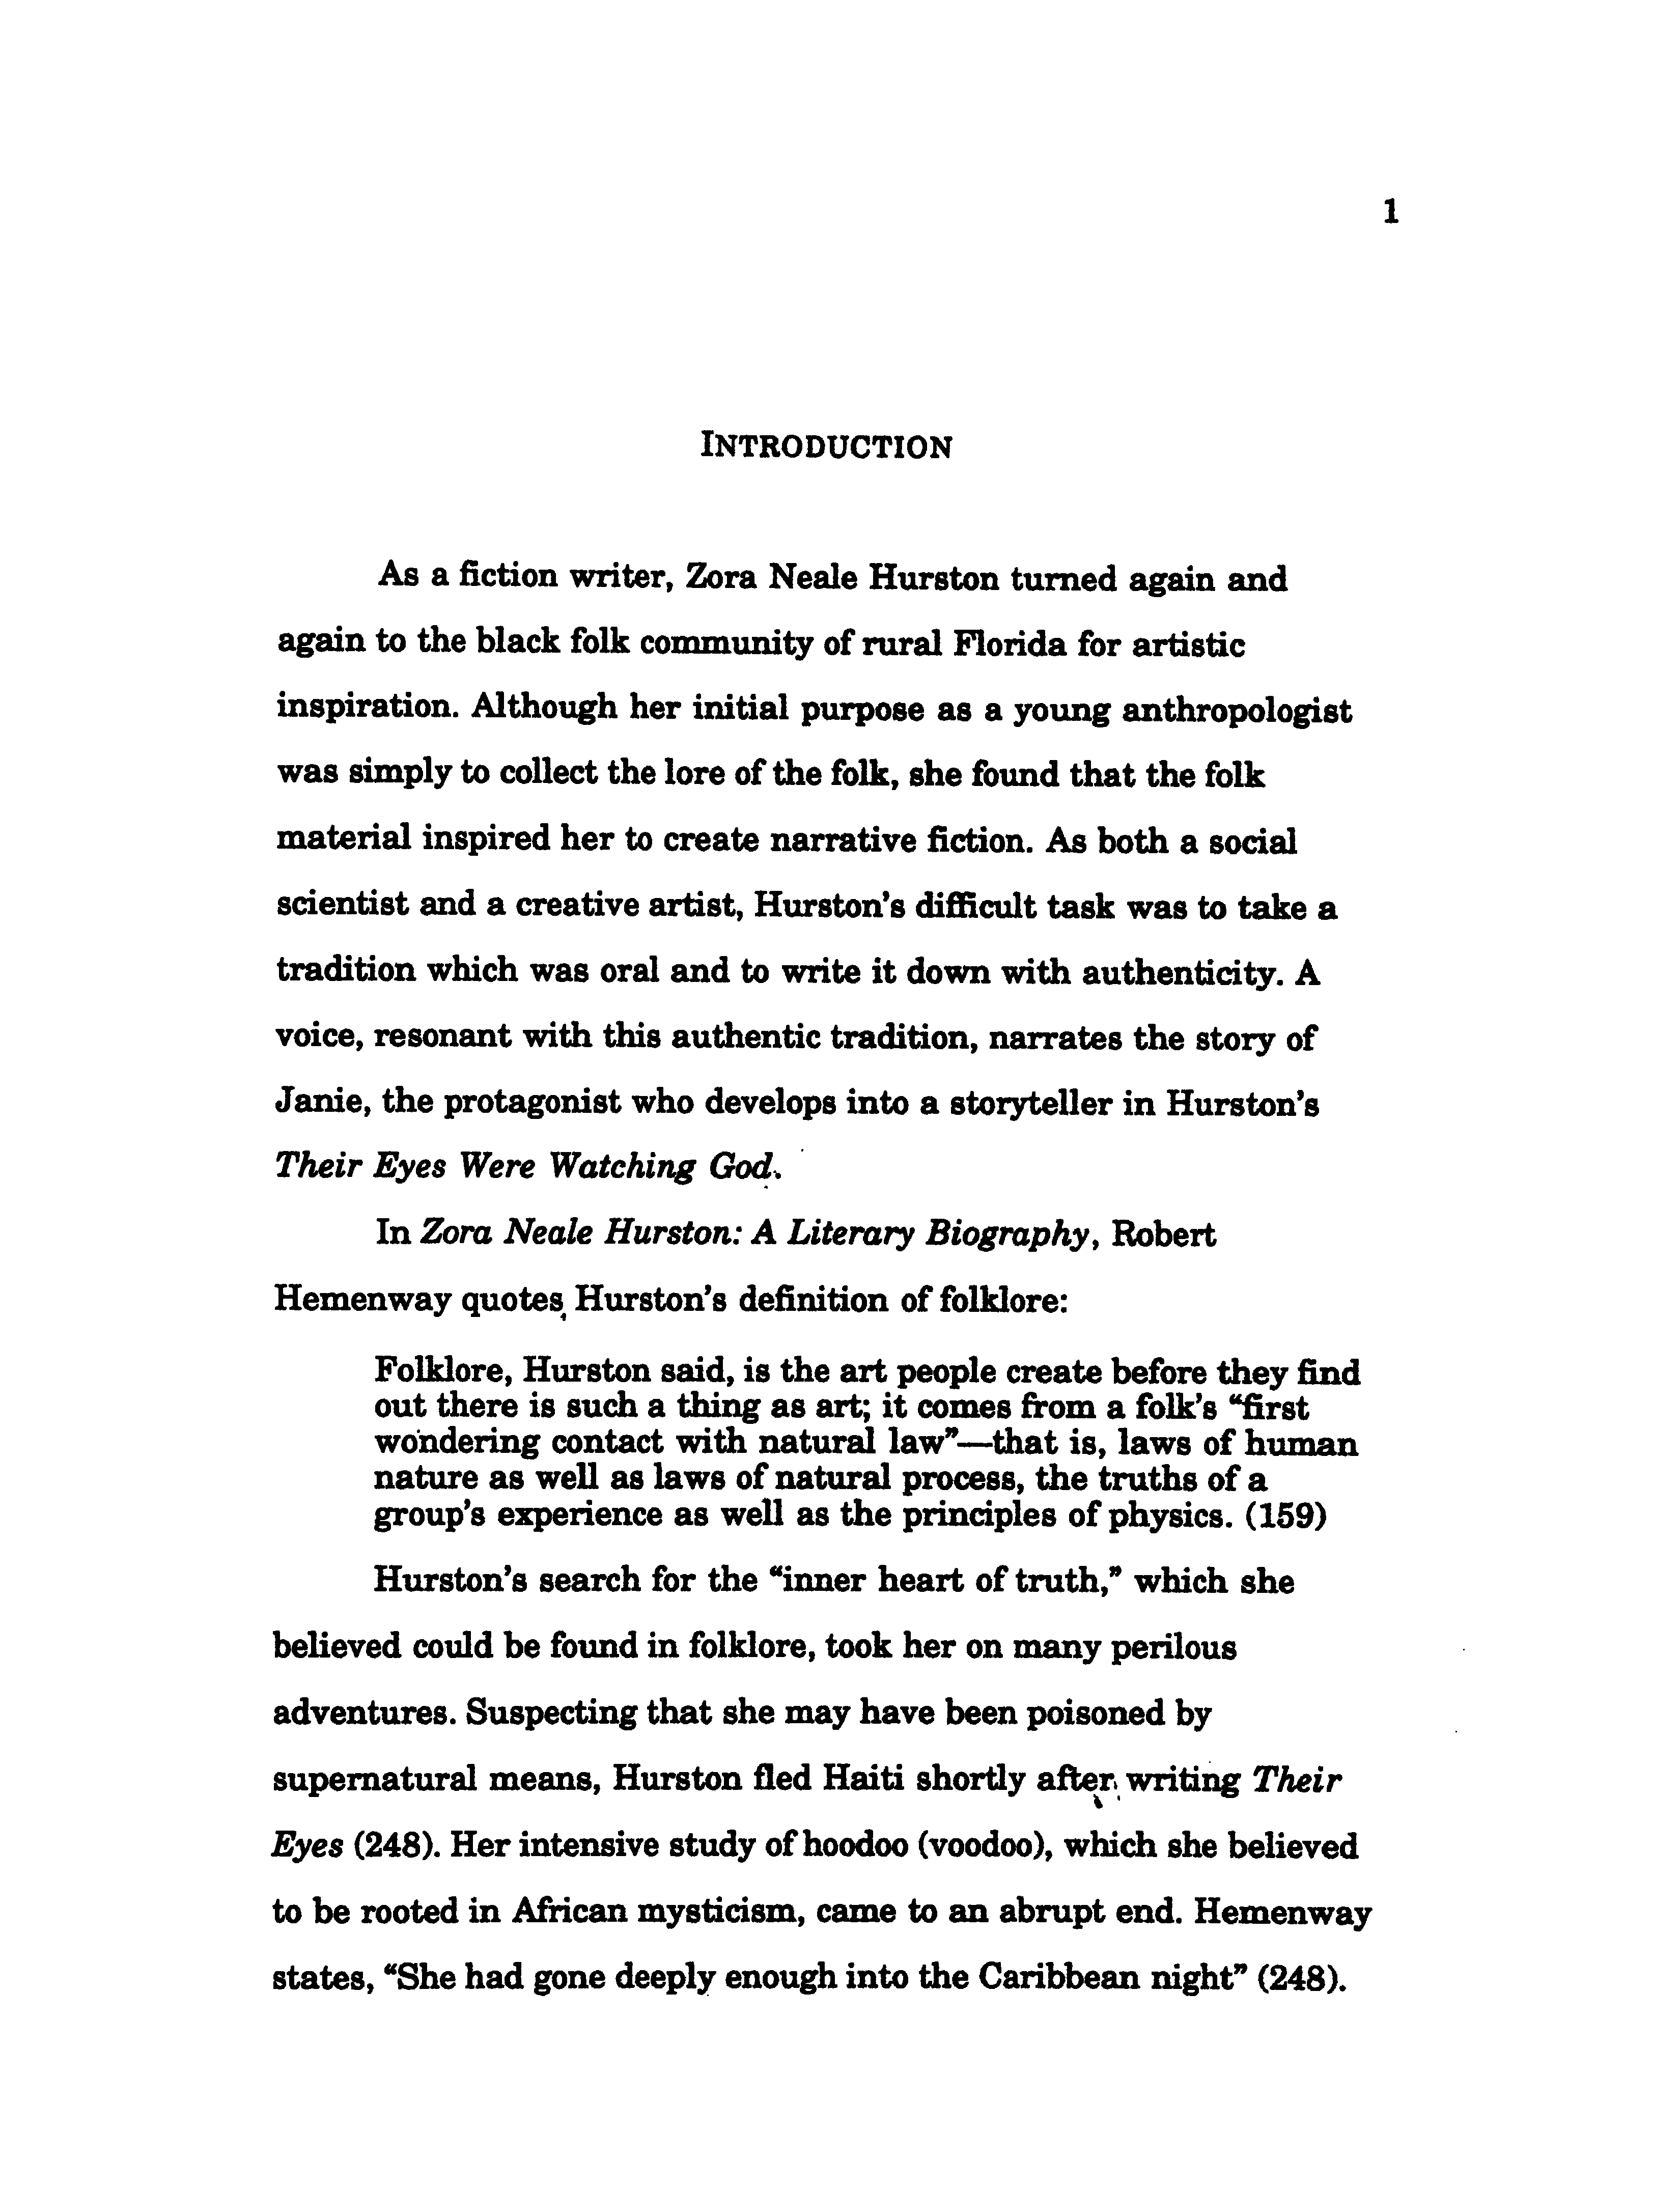 1
INTRODUCTION
As a fiction writer, Zora Neale Hurston turned again and
again to the black folk community of rural Florida for artistic
inspiration. Although her initial purpose as a young anthropologist
was simply to collect the lore of the folk, she found that the folk
material inspired her to create narrative fiction. As both a social
scientist and a creative artist, Hurston's difficult task was to take a
tradition which was oral and to write it down with authenticity. A
voice, resonant with this authentic tradition, narrates the story of
Janie, the protagonist who develops into a storyteller in Hurston's
Their Eyes Were Watching God.
In Zora Neale Hurston: A Literary Biography, Robert
Hemenway quotes Hurston's definition of folklore:
Folklore, Hurston said, is the art people create before they find
out there is such a thing as art; it comes from a folk's “first
wondering contact with natural law”—that is, laws of human
nature as well as laws of natural process, the truths of a
group's experience as well as the principles of physics. (159)
Hurston's search for the “inner heart of truth,” which she
believed could be found in folklore, took her on many perilous
adventures. Suspecting that she may have been poisoned by
supernatural means, Hurston fled Haiti shortly after writing Their
Eyes (248). Her intensive study of hoodoo (voodoo), which she believed
to be rooted in African mysticism, came to an abrupt end. Hemenway
states, “She had gone deeply enough into the Caribbean night” (248).